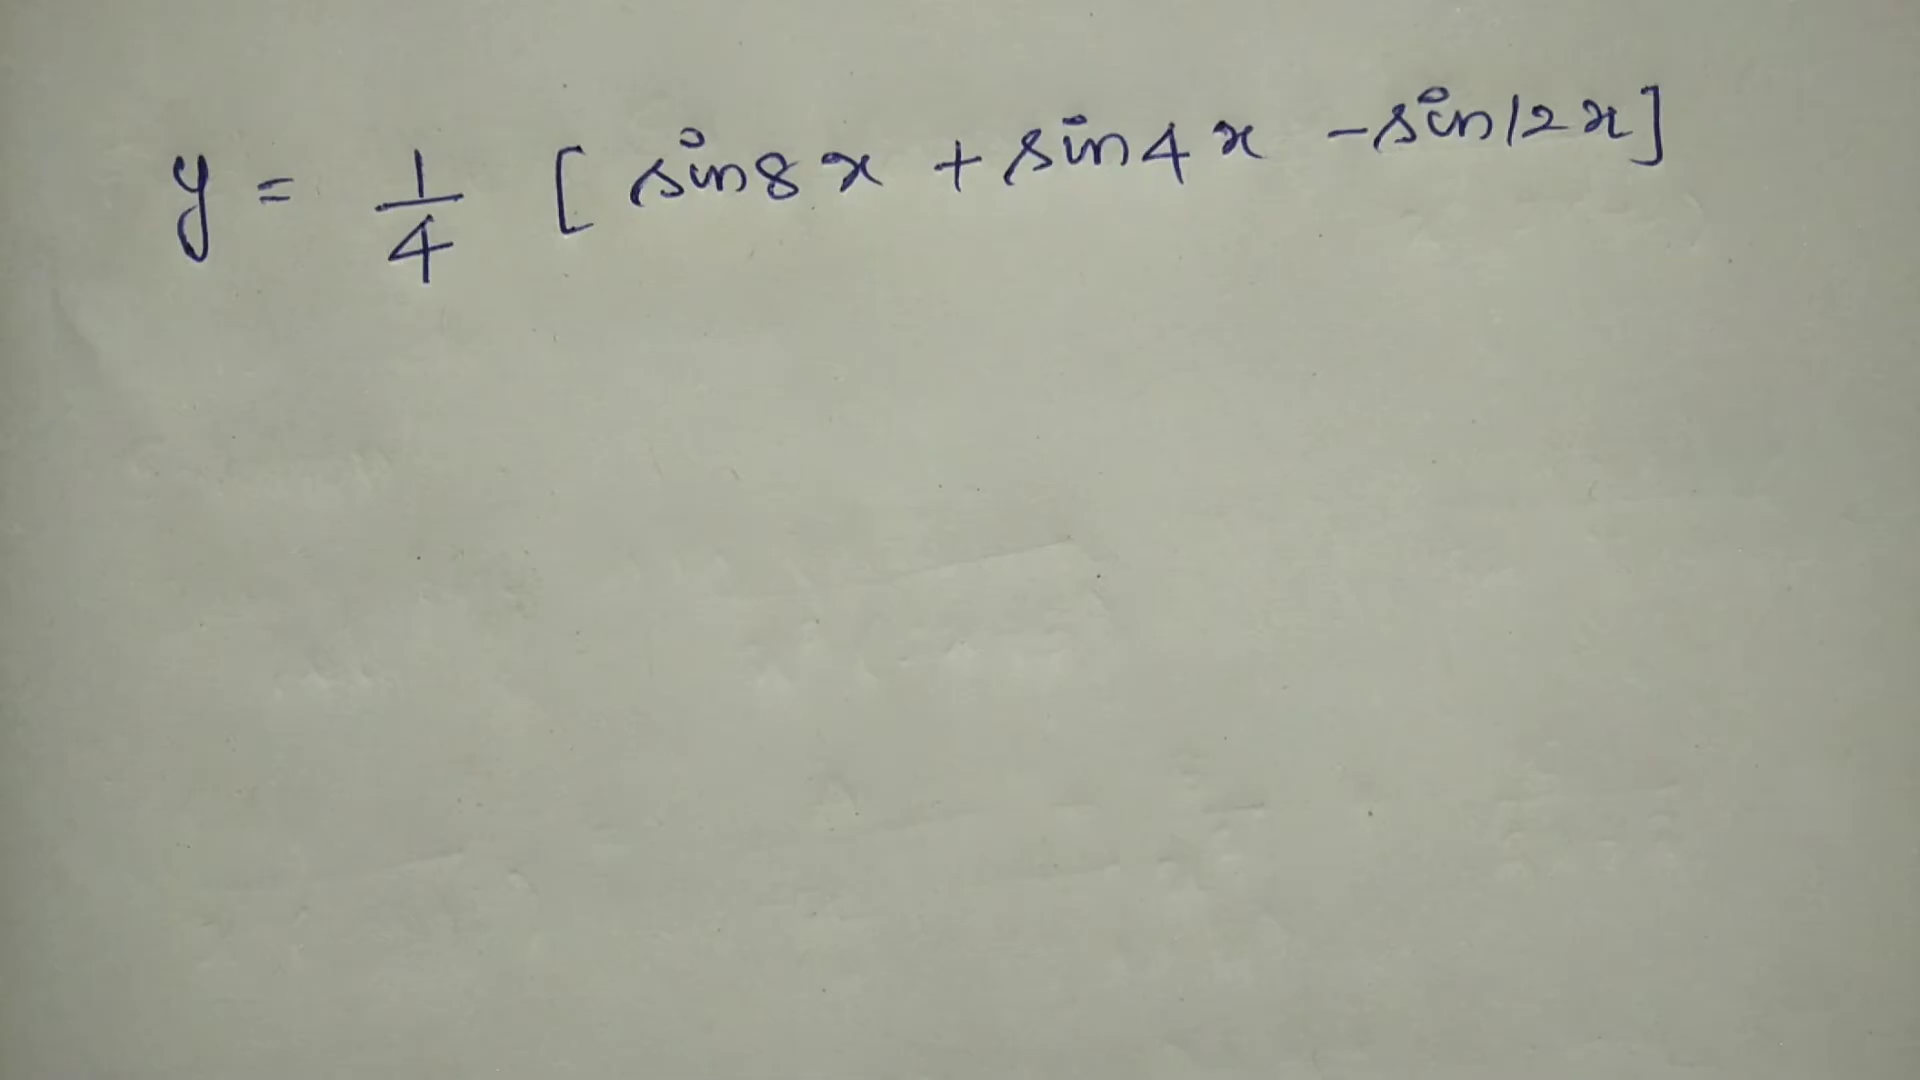 y = 1/4 [ sin8x + sin4x - sin12x]